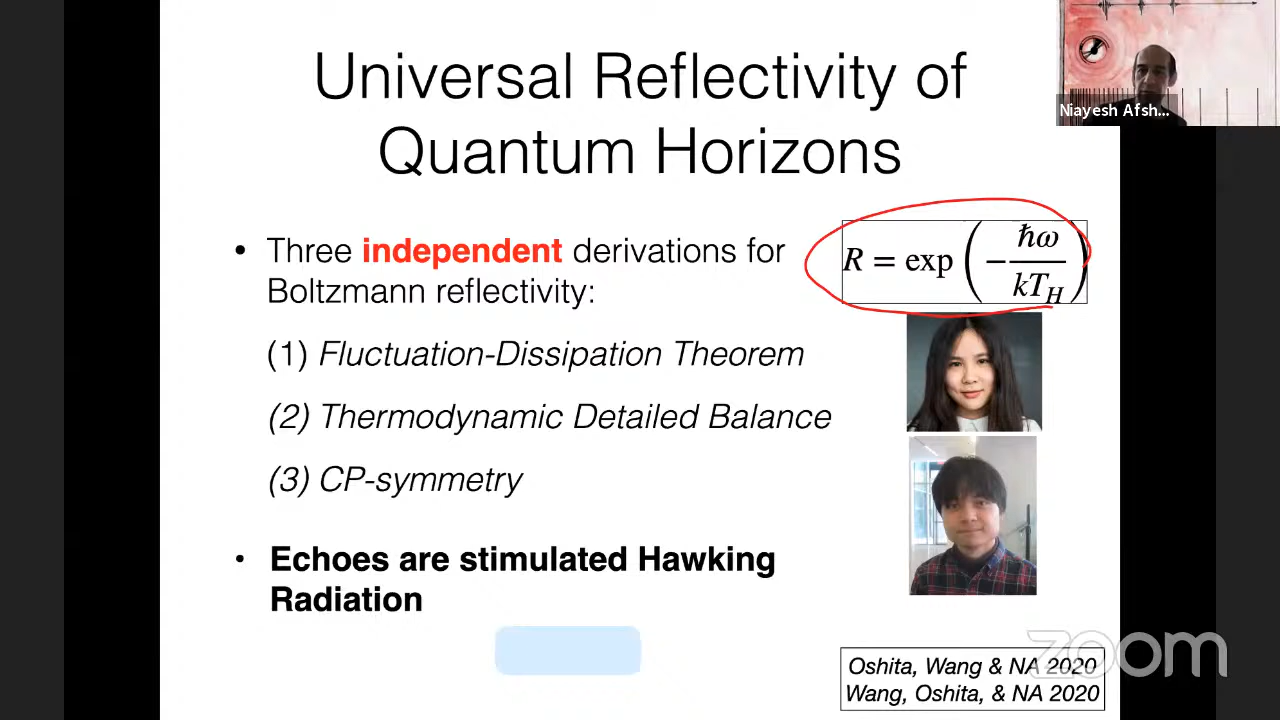 Universal Reflectivity of
Quantum Horizons
Niayesh Afsh...
• Three independent derivations for
Boltzmann reflectivity:
R = exp (−ħω/kT_H)
(1) Fluctuation-Dissipation Theorem
(2) Thermodynamic Detailed Balance
(3) CP-symmetry
• Echoes are stimulated Hawking
Radiation
zoom
Oshita, Wang & NA 2020
Wang, Oshita, & NA 2020